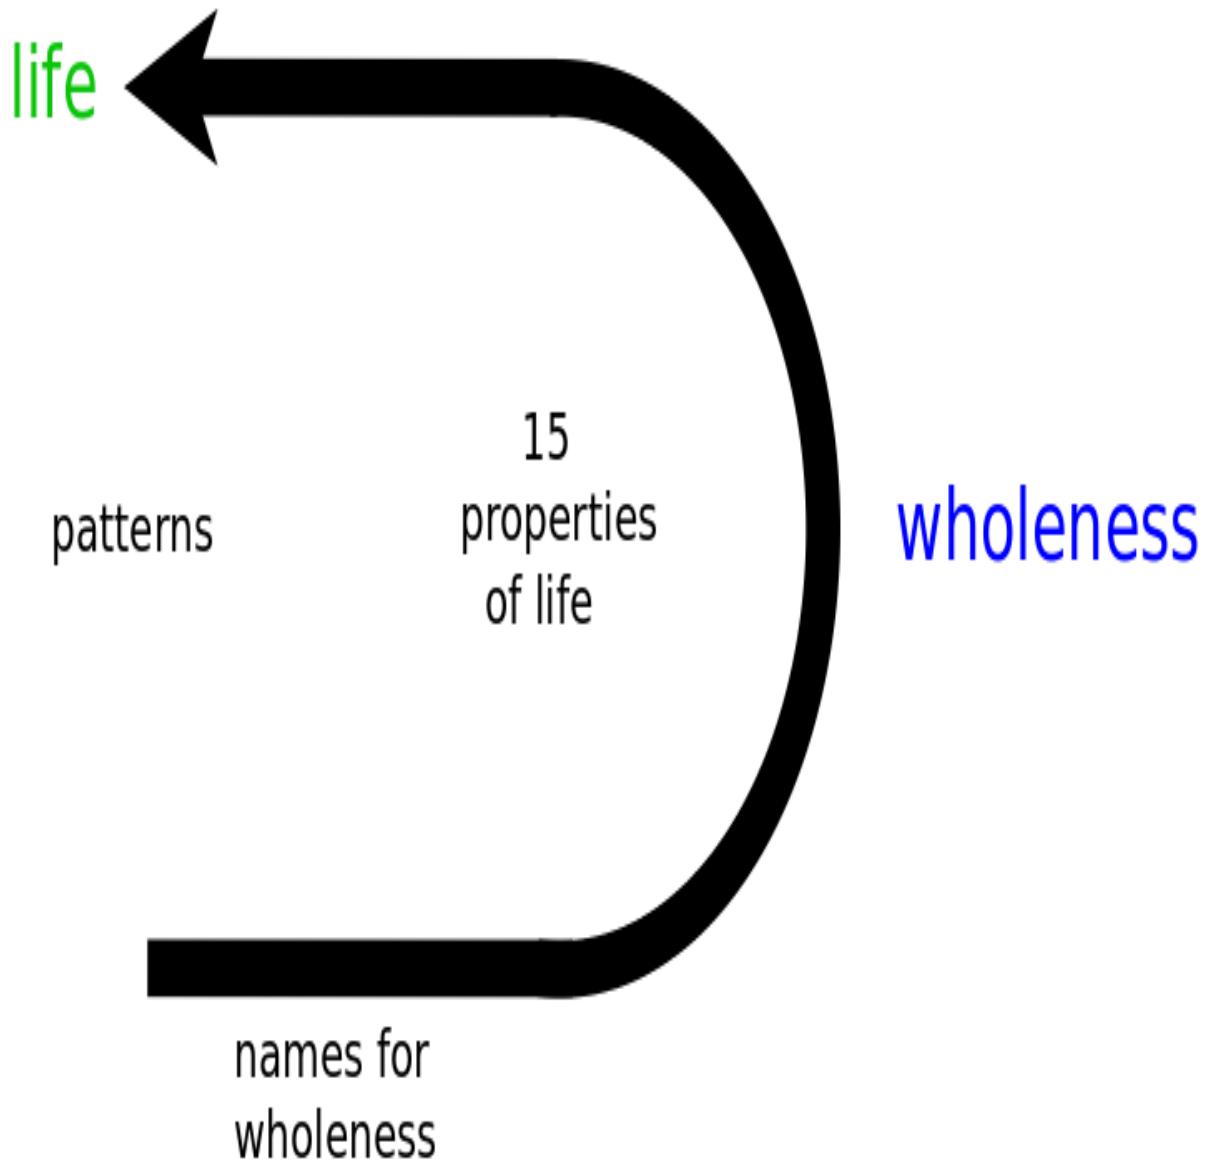 life
15
patterns
properties
of life
wholeness
names for
wholeness